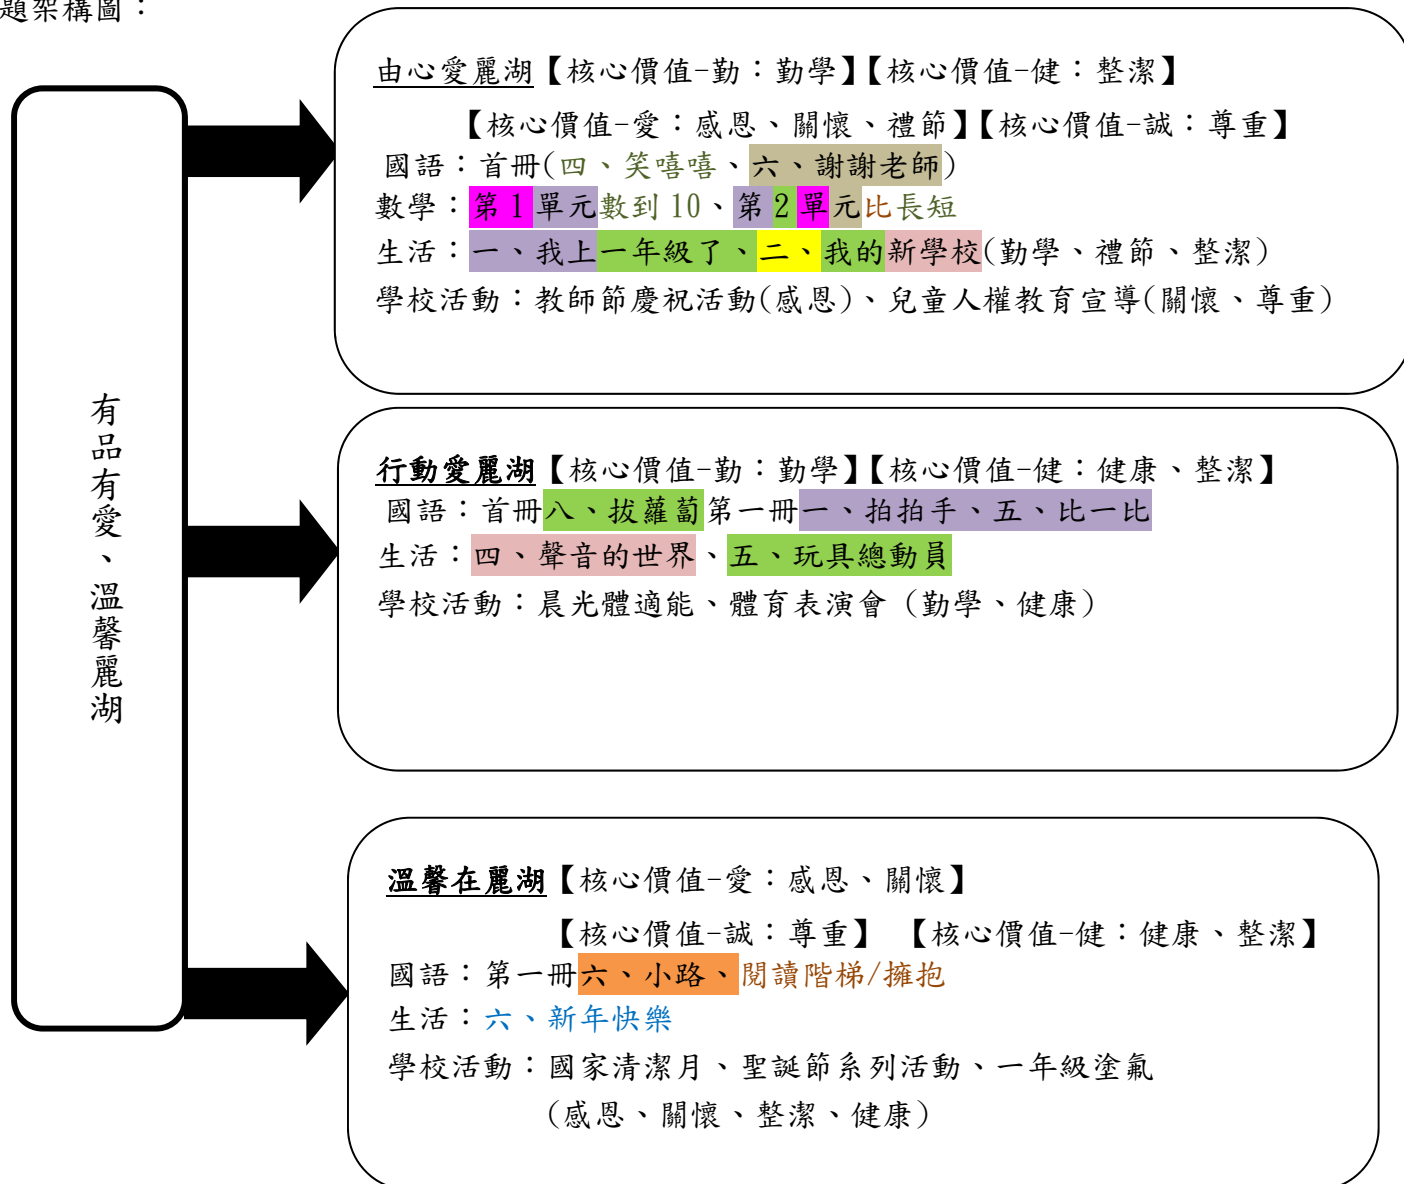 題架構圖：
有品有愛、溫馨麗湖
由心愛麗湖【核心價值-勤：勤學】【核心價值-健：整潔】
【核心價值-愛：感恩、關懷、禮節】【核心價值-誠：尊重】
國語：首冊(四、笑嘻嘻、六、謝謝老師)
數學：第1單元數到10、第2單元比長短
生活：一、我上一年級了、二、我的新學校(勤學、禮節、整潔)
學校活動：教師節慶祝活動(感恩)、兒童人權教育宣導(關懷、尊重)
行動愛麗湖【核心價值-勤：勤學】【核心價值-健：健康、整潔】
國語：首冊八、拔蘿蔔第一冊一、拍拍手、五、比一比
生活：四、聲音的世界、五、玩具總動員
學校活動：晨光體適能、體育表演會（勤學、健康）
溫馨在麗湖【核心價值-愛：感恩、關懷】
【核心價值-誠：尊重】 【核心價值-健：健康、整潔】
國語：第一冊六、小路、閱讀階梯/擁抱
生活：六、新年快樂
學校活動：國家清潔月、聖誕節系列活動、一年級塗氟
(感恩、關懷、整潔、健康)